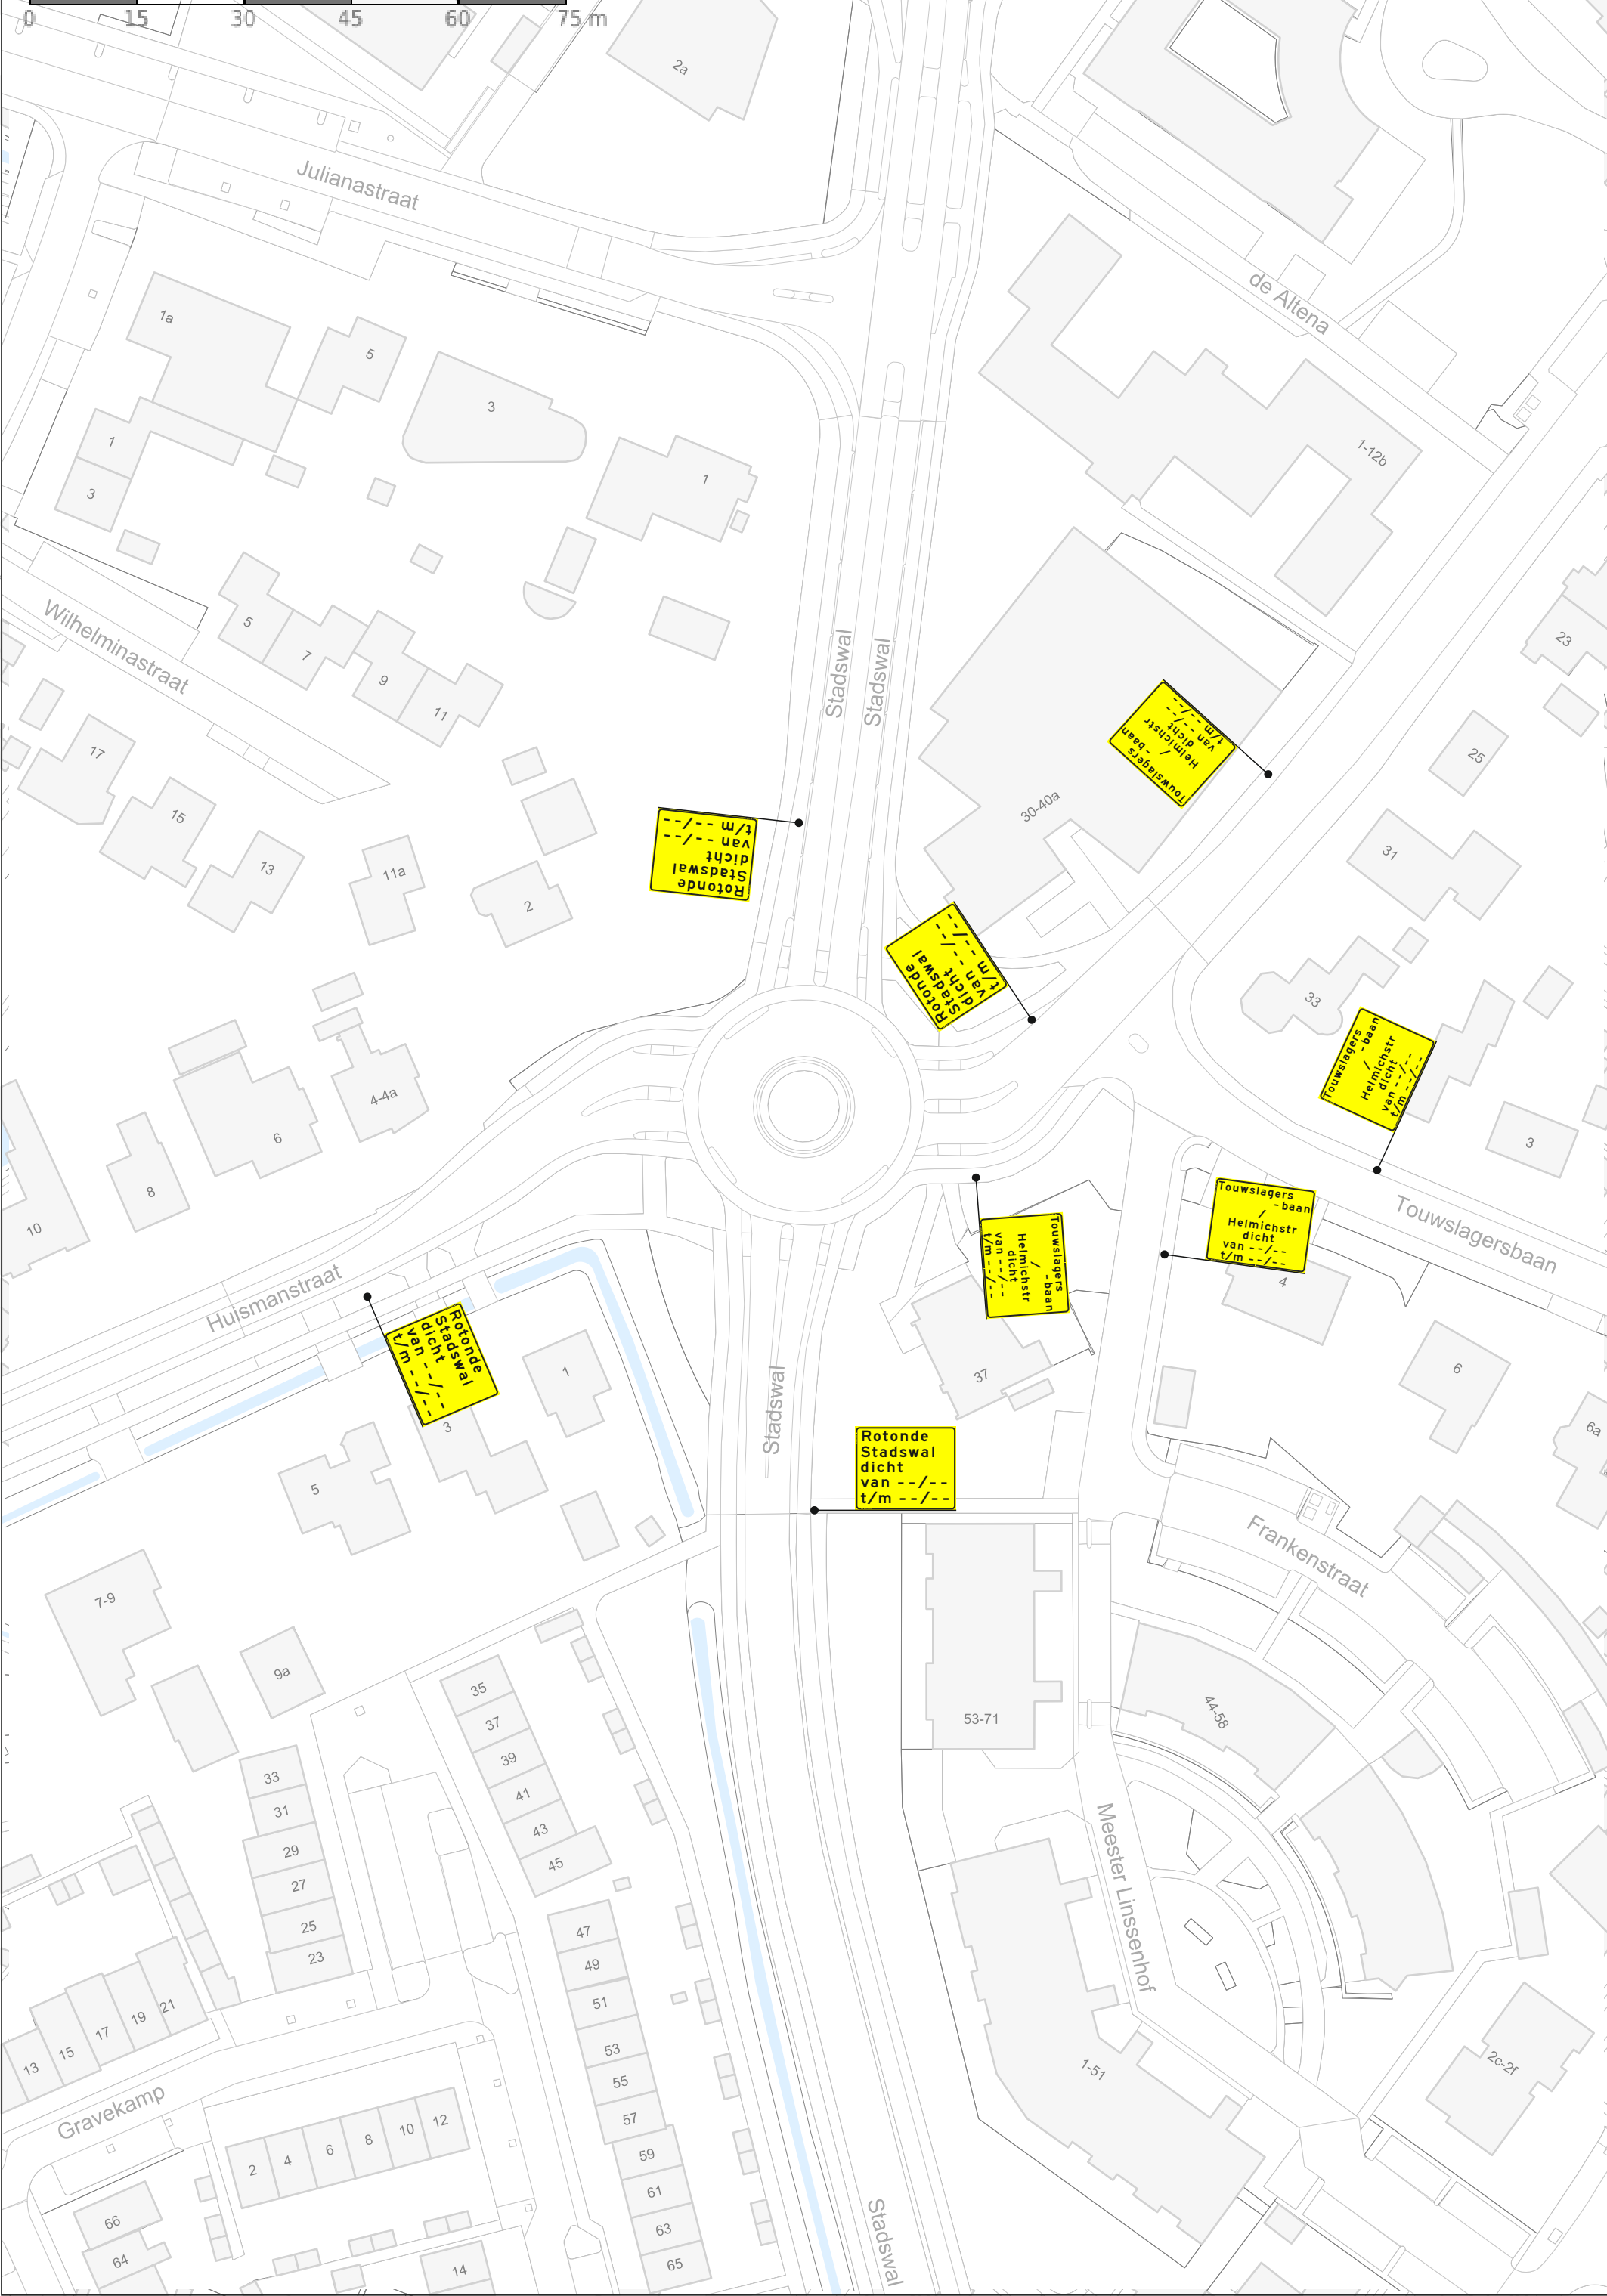 0 15 30 45 60 75 m
2a
Julianastraat
de Altena
1a
5
3
1
1
3
1-12b
Wilhelminastraat
5
7
9
11
Stadswal
Stadswal
23
25
17
15
13
11a
2
30-40a
31
33
3
Touwslagers
-baan
/
Helmichstr
dicht
van --/--
t/m --/--
Rotonde
Stadswal
dicht
van --/--
t/m --/--
Rotonde
Stadswal
dicht
van --/--
t/m --/--
Touwslagers
-baan
/
Helmichstr
dicht
van --/--
t/m --/--
4-4a
6
8
10
Touwslagers
-baan
/
Helmichstr
dicht
van --/--
t/m --/--
Touwslagers
-baan
/
Helmichstr
dicht
van --/--
t/m --/--
Touwslagersbaan
4
6
6a
Huismanstraat
Rotonde
Stadswal
dicht
van --/--
t/m --/--
1
3
5
37
Stadswal
Rotonde
Stadswal
dicht
van --/--
t/m --/--
Frankenstraat
7-9
9a
53-71
44-58
35
37
39
41
43
45
33
31
29
27
25
23
47
49
51
53
55
57
59
61
63
65
Meester Linssenhof
13
15
17
19
21
1-51
2c-2f
Gravekamp
2
4
6
8
10
12
66
64
14
Stadswal